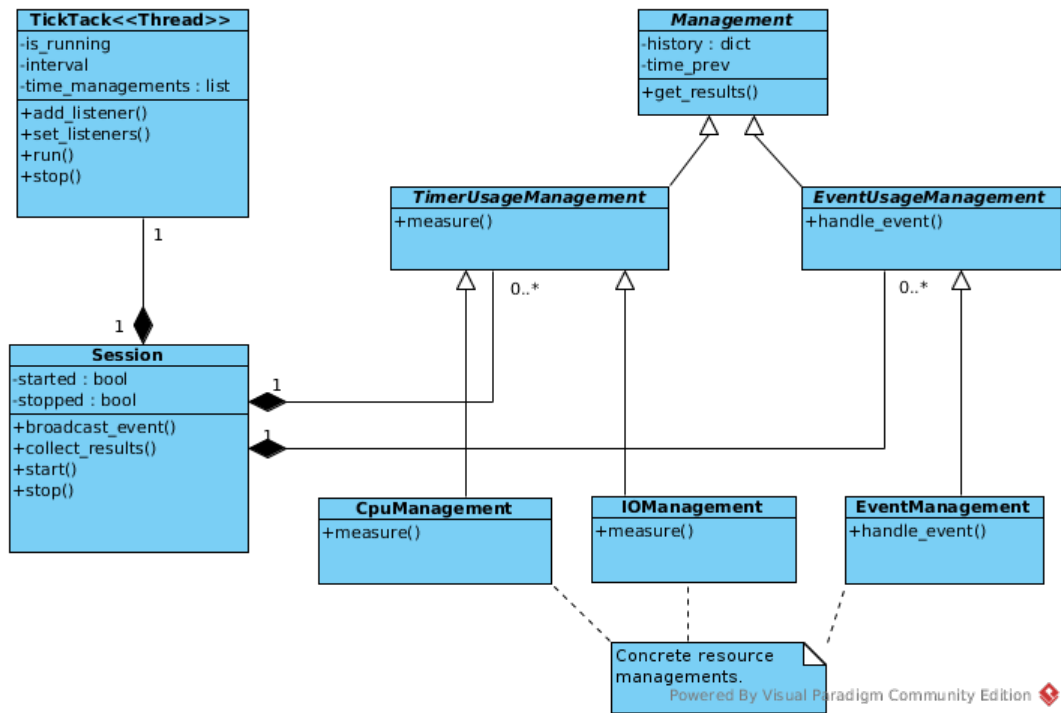 TickTack<<Thread>>
-is_running
-interval
-time_managements : list
+add_listener()
+set_listeners()
+run()
+stop()
Management
-history : dict
-time_prev
+get_results()
TimerUsageManagement
+measure()
EventUsageManagement
+handle_event()
1
0..*
0..*
1
Session
-started : bool
-stopped : bool
+broadcast_event()
+collect_results()
+start()
+stop()
1
1
CpuManagement
+measure()
IOManagement
+measure()
EventManagement
+handle_event()
Concrete resource
managements.
Powered By Visual Paradigm Community Edition